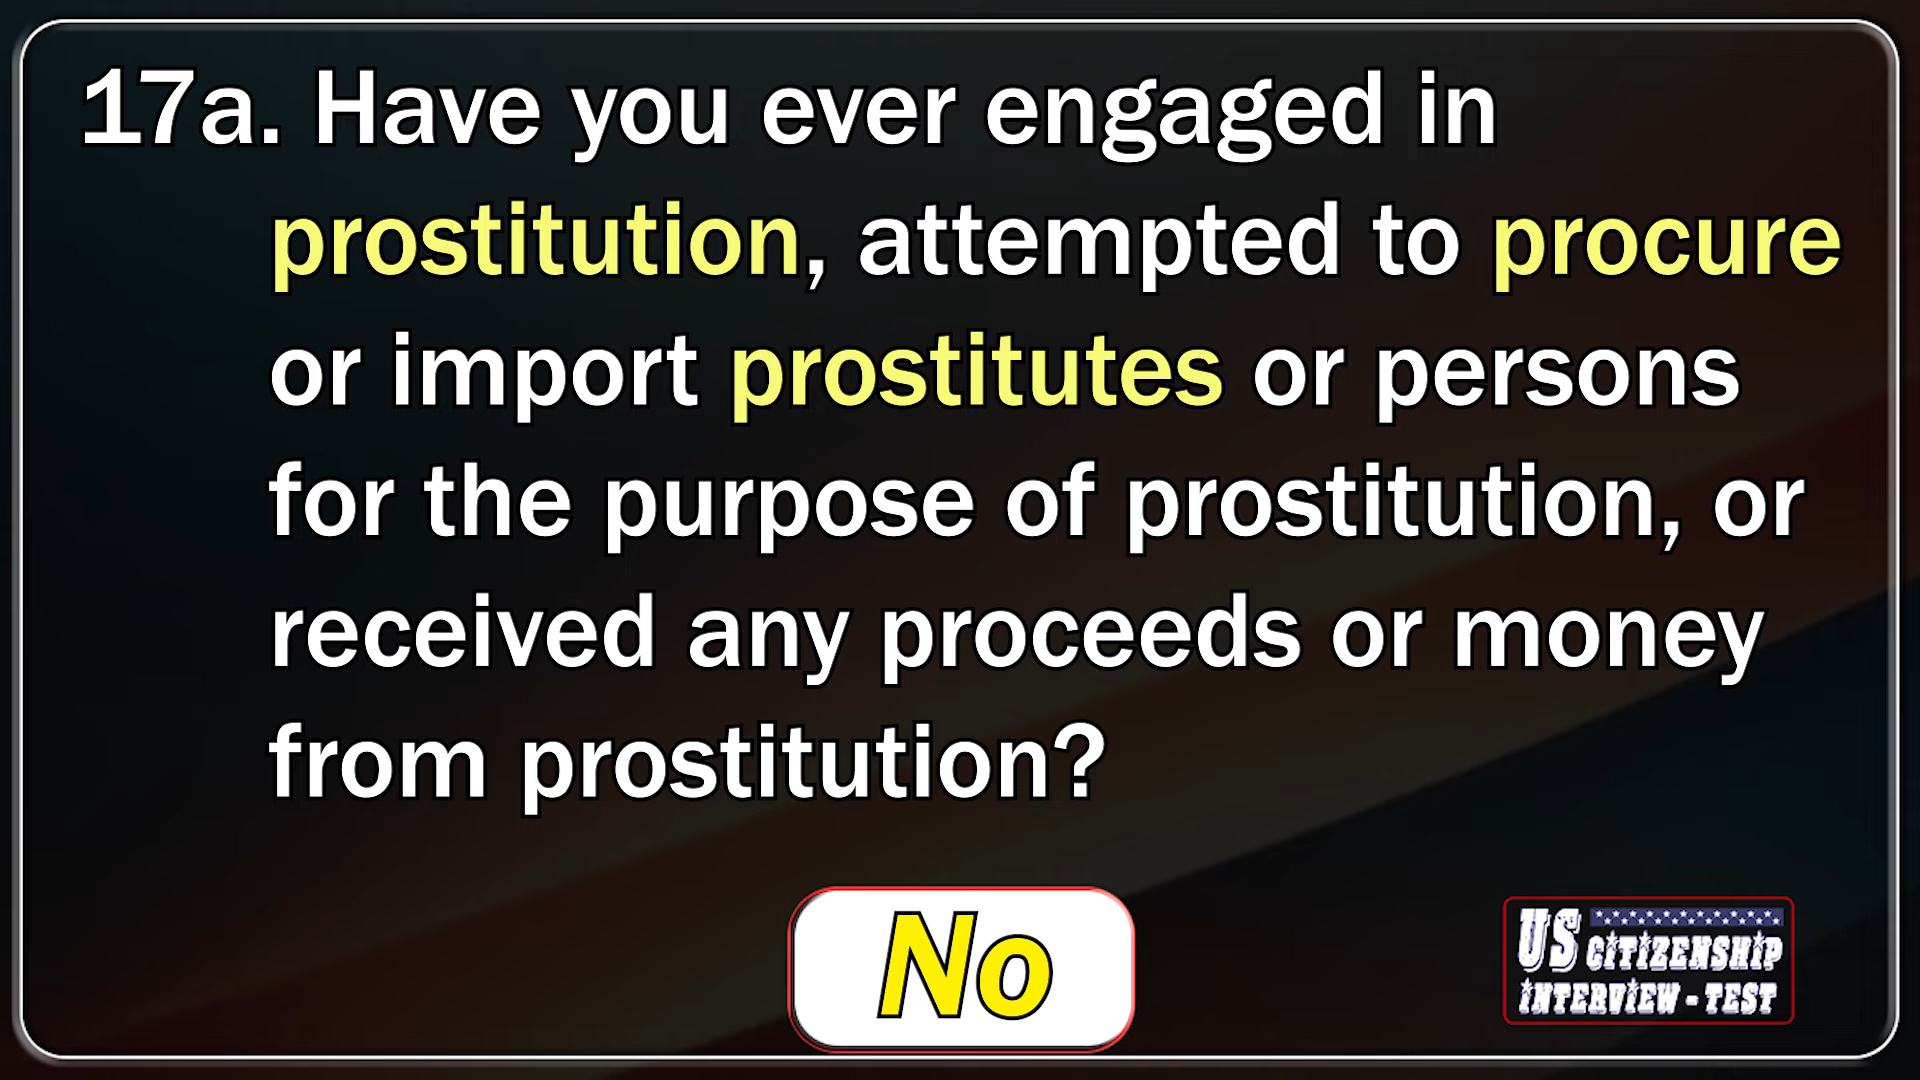 17a. Have you ever engaged in
prostitution, attempted to procure
or import prostitutes or persons
for the purpose of prostitution, or
received any proceeds or money
from prostitution?
No
US CITIZENSHIP
INTERVIEW - TEST